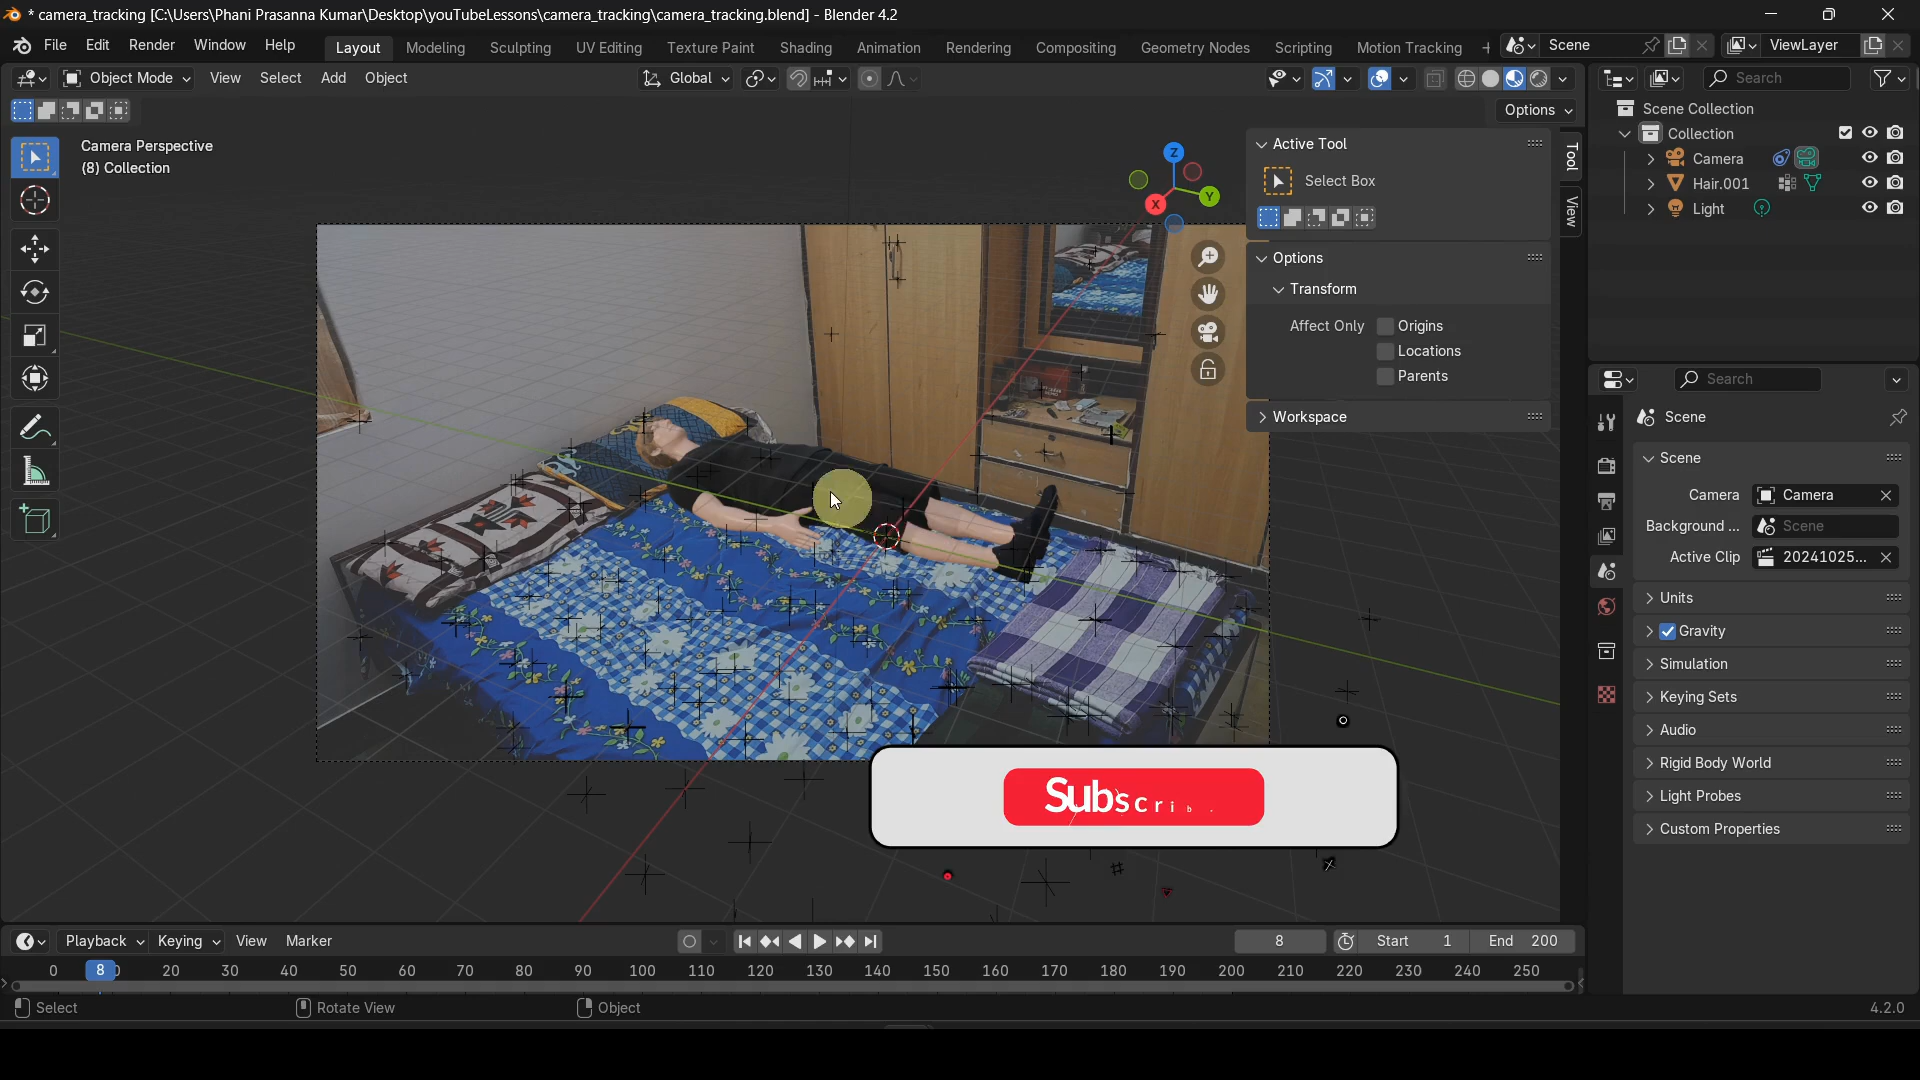 * camera_tracking [C:\Users\Phani Prasanna Kumar\Desktop\youTubeLessons\camera_tracking\camera_tracking.blend] - Blender 4.2
File Edit Render Window Help Layout Modeling Sculpting UV Editing Texture Paint Shading Animation Rendering Compositing Geometry Nodes Scripting Motion Tracking + Scene ViewLayer
Object Mode View Select Add Object Global Search
Options
Camera Perspective
(8) Collection
Z
Y
X
Active Tool
Select Box
Options
Transform
Affect Only Origins
Locations
Parents
Workspace
Tool
View
Scene Collection
Collection
Camera
Hair.001
Light
Search
Scene
Scene
Camera Camera
Background ... Scene
Active Clip 20241025...
Units
Gravity
Simulation
Keying Sets
Audio
Rigid Body World
Light Probes
Custom Properties
Subscrib.
Playback Keying View Marker 8 Start 1 End 200
0 8 20 30 40 50 60 70 80 90 100 110 120 130 140 150 160 170 180 190 200 210 220 230 240 250
Select Rotate View Object 4.2.0